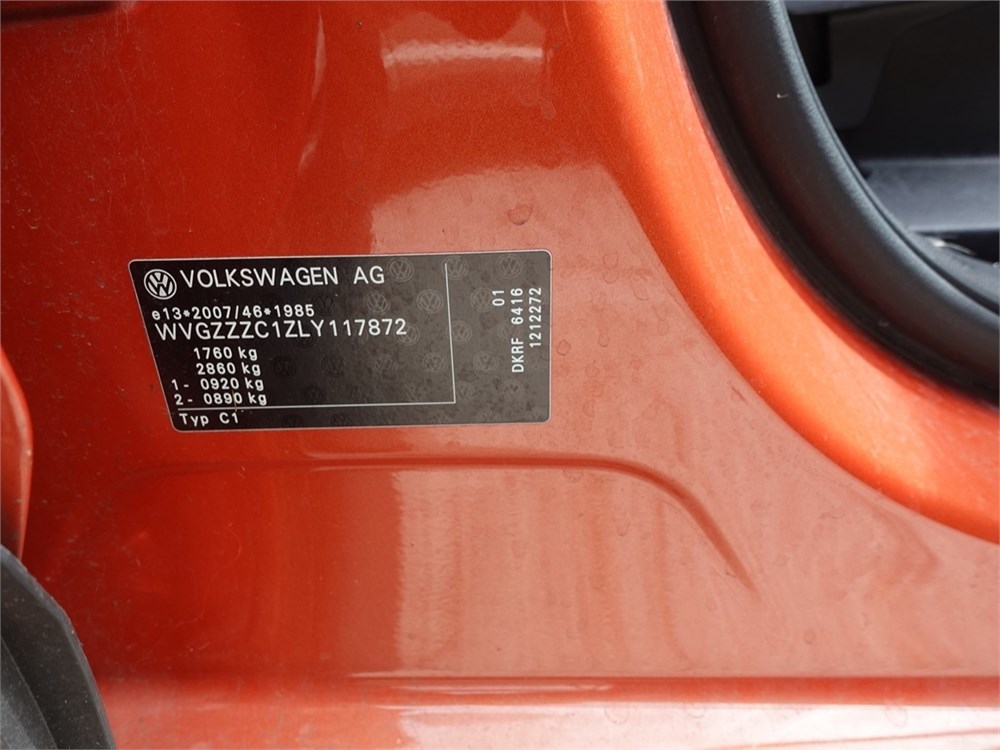 VOLKSWAGEN AG
e13*2007/46*1985
WVGZZZC1ZLY117872
1760 kg
2860 kg
1- 0920 kg
2- 0890 kg
Typ C1
01
DKRF 6416
1212272